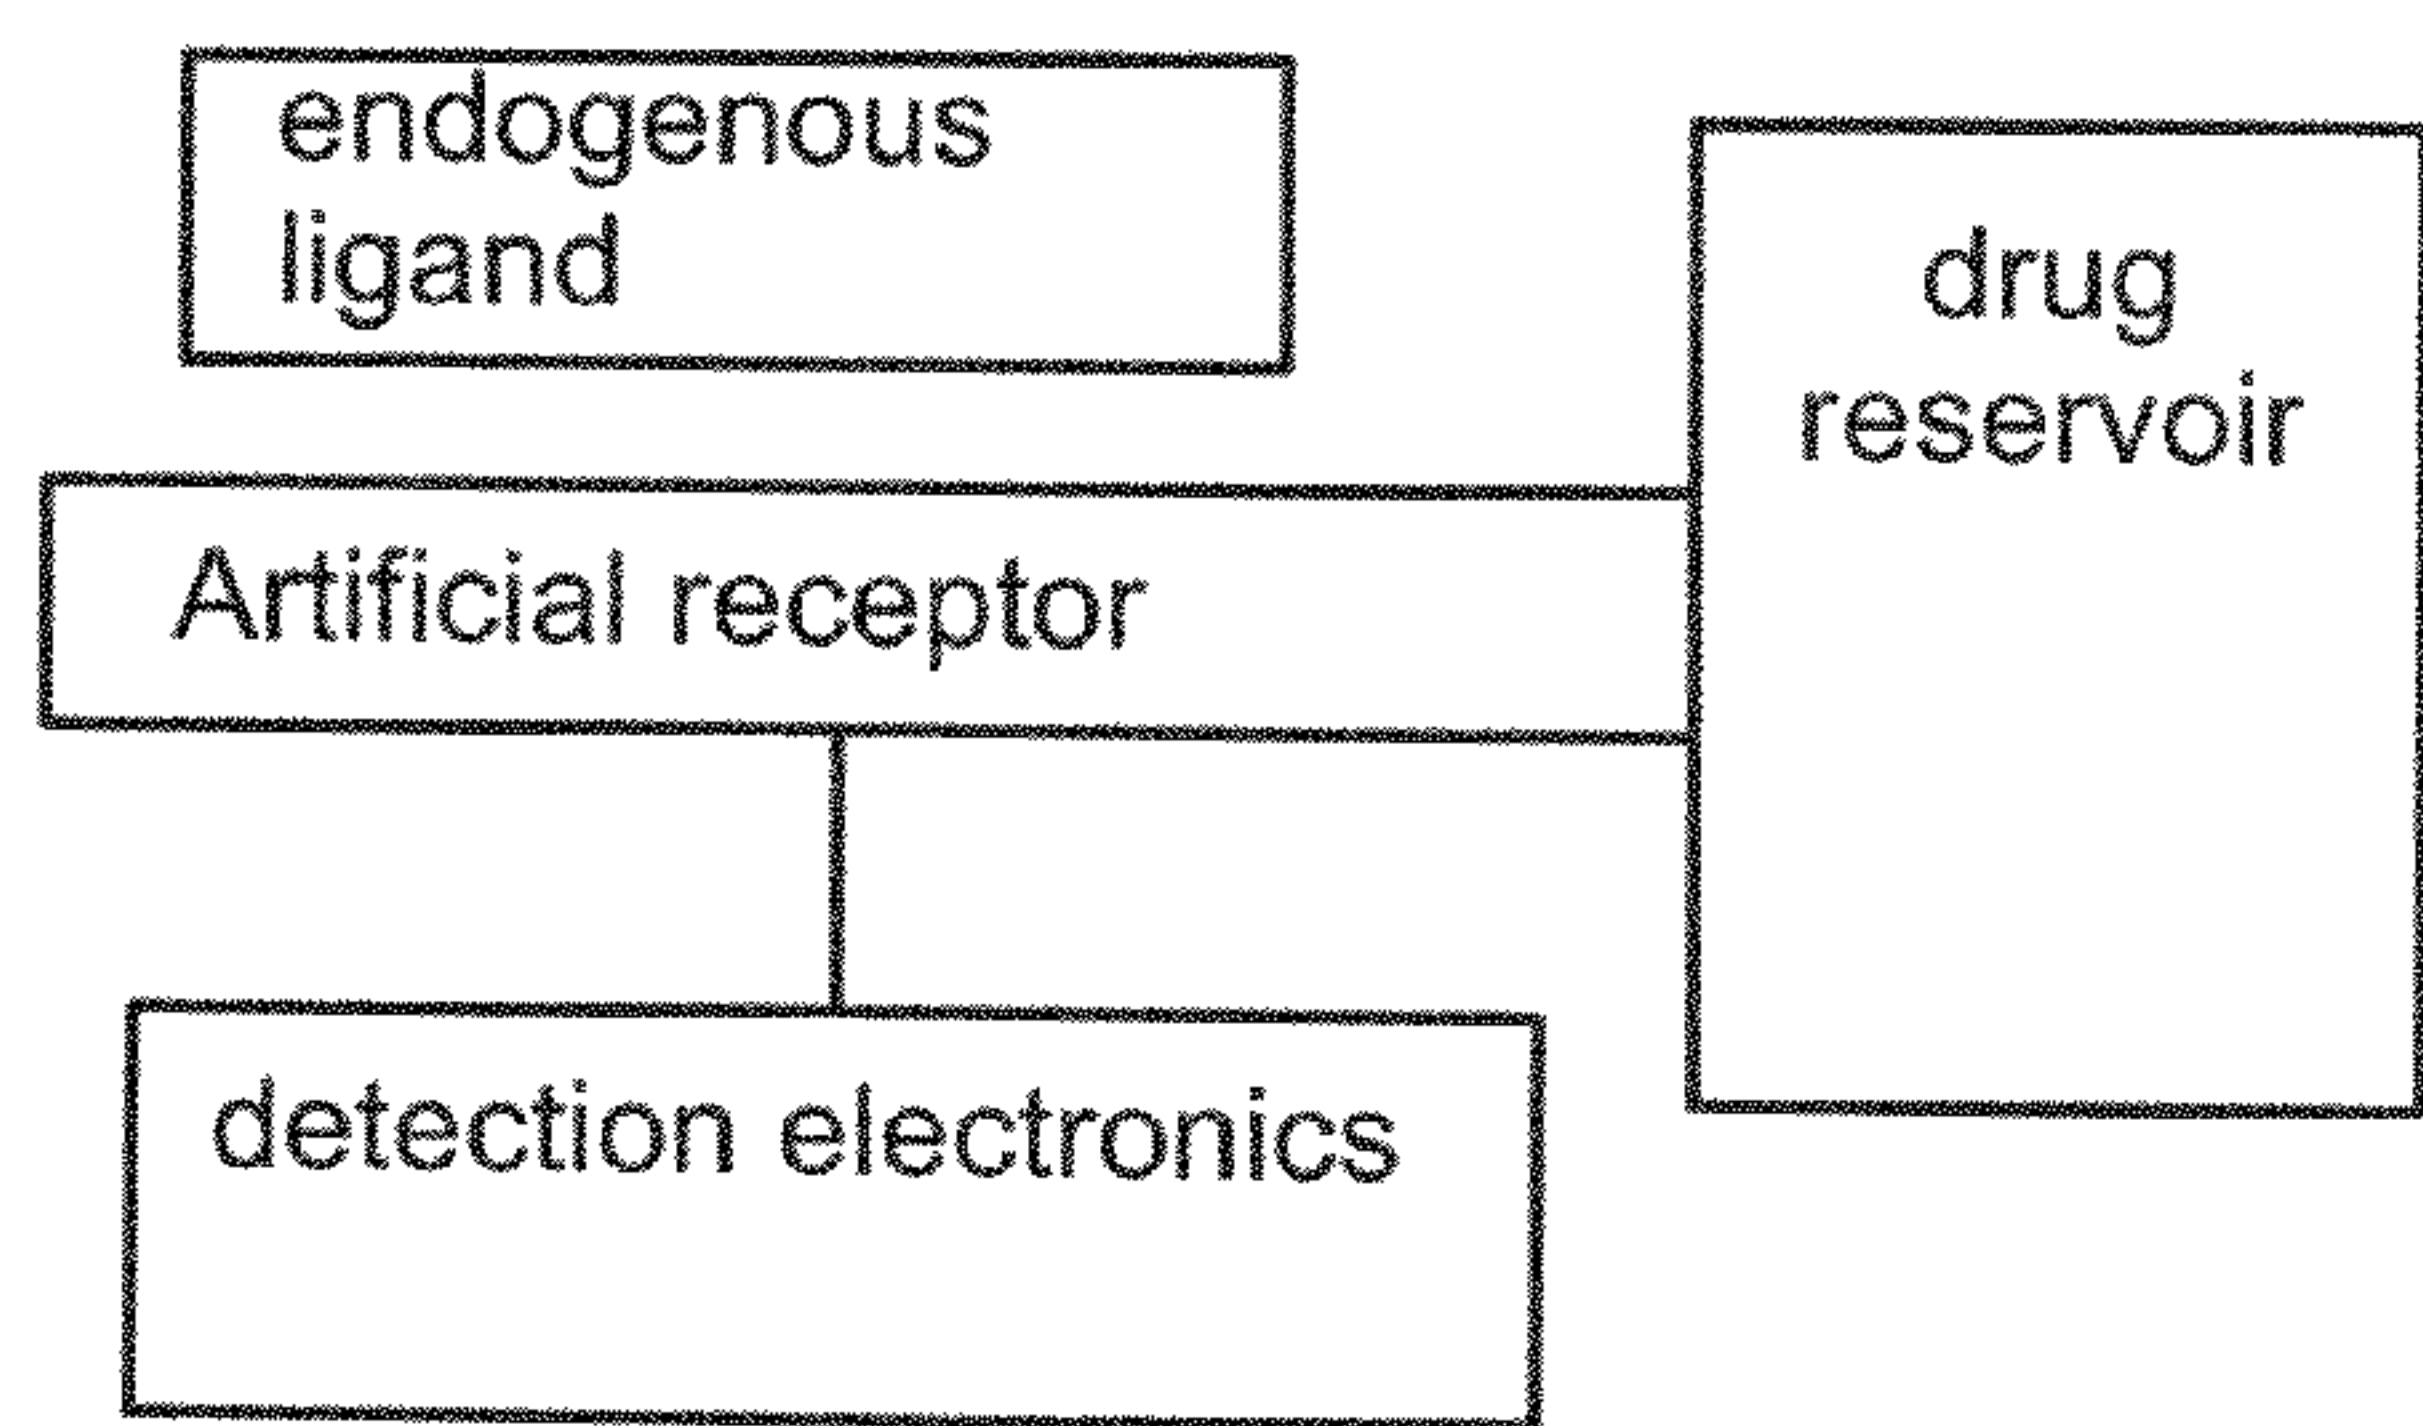 endogenous
ligand
drug
reservoir
Artificial receptor
detection electronics